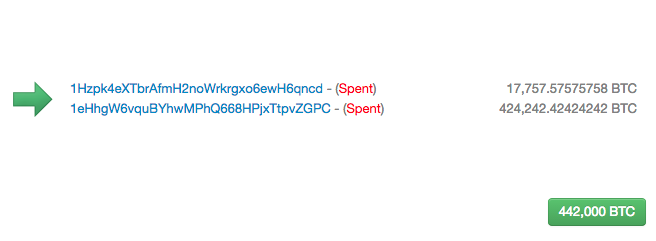 1Hzpk4eXTbrAfmH2noWrkrgxo6ewH6qncd - (Spent) 17,757.57575758 BTC
1eHhgW6vquBYhwMPhQ668HPjxTtpvZGPC - (Spent) 424,242.42424242 BTC
442,000 BTC